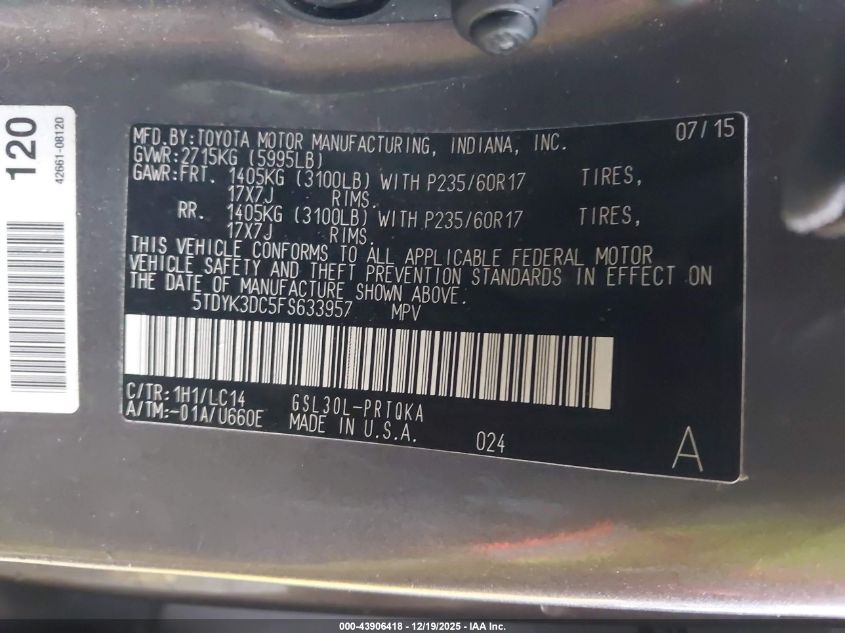 120
42661-08120
MFD.BY:TOYOTA MOTOR MANUFACTURING, INDIANA, INC. 07/15
GVWR:2715KG (5995LB)
GAWR:FRT. 1405KG (3100LB) WITH P235/60R17 TIRES,
17X7J RIMS.
RR. 1405KG (3100LB) WITH P235/60R17 TIRES,
17X7J RIMS.
THIS VEHICLE CONFORMS TO ALL APPLICABLE FEDERAL MOTOR
VEHICLE SAFETY AND THEFT PREVENTION STANDARDS IN EFFECT ON
THE DATE OF MANUFACTURE SHOWN ABOVE.
5TDYK3DC5FS633957 MPV
C/TR:1H1/LC14 GSL30L-PRTQKA
A/TM:-01A/U660E MADE IN U.S.A. 024 A
000-43906418 - 12/19/2025 - IAA Inc.